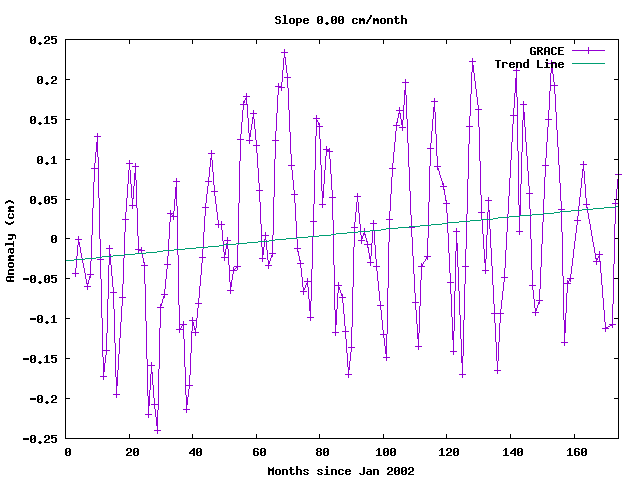 Slope 0.00 cm/month
0.25
0.2
0.15
0.1
0.05
0
-0.05
-0.1
-0.15
-0.2
-0.25
Anomaly (cm)
GRACE
Trend Line
0 20 40 60 80 100 120 140 160
Months since Jan 2002